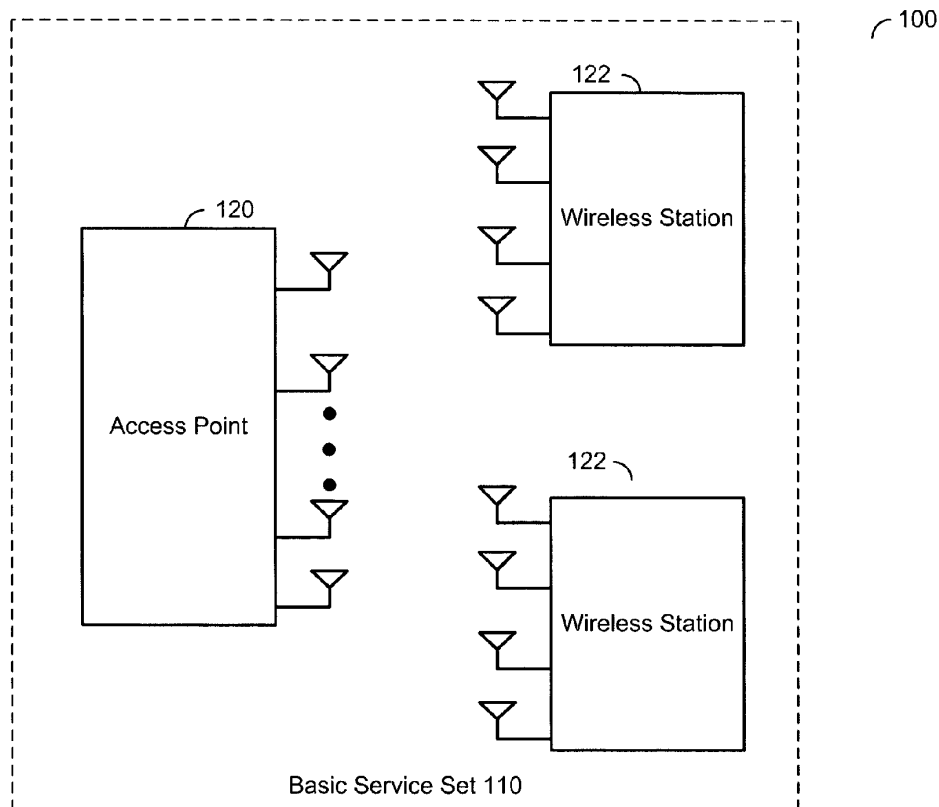 100
122
Wireless Station
120
Access Point
122
Wireless Station
Basic Service Set 110